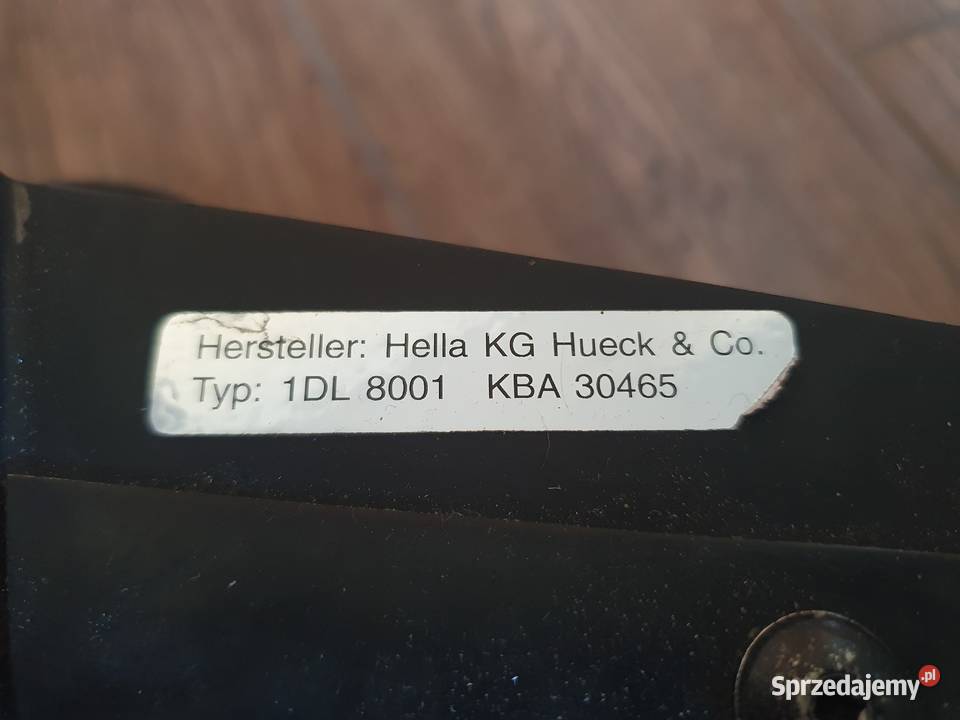 Hersteller: Hella KG Hueck & Co.
Typ: 1DL 8001 KBA 30465
Sprzedajemy.pl